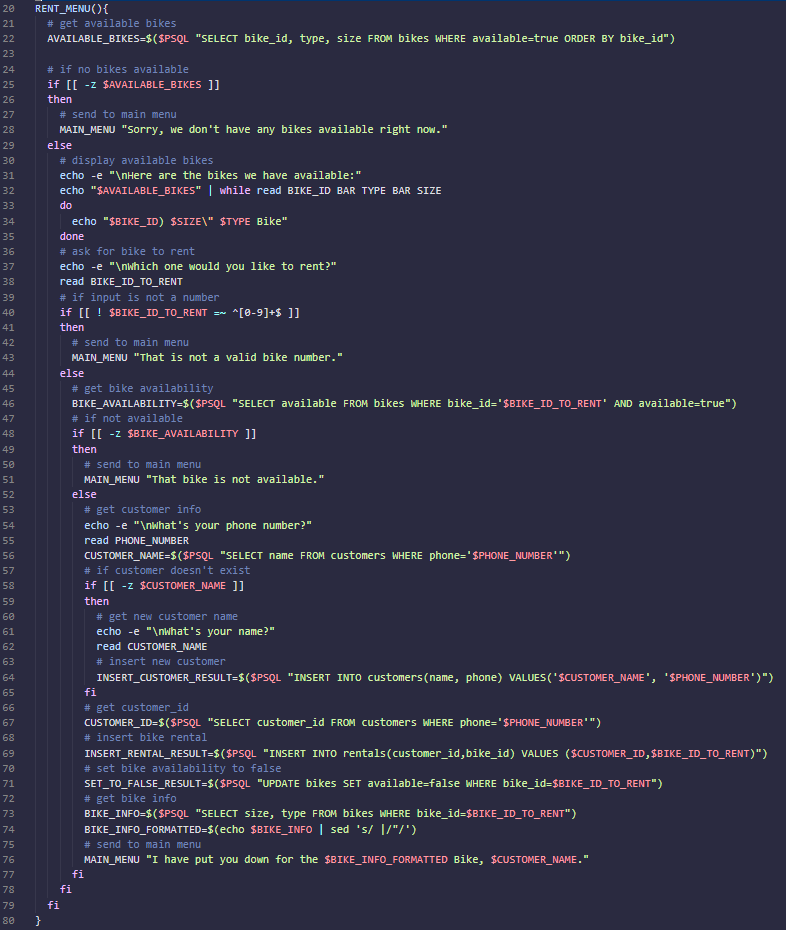 20 RENT_MENU(){
21   # get available bikes
22   AVAILABLE_BIKES=$($PSQL "SELECT bike_id, type, size FROM bikes WHERE available=true ORDER BY bike_id")
23
24   # if no bikes available
25   if [[ -z $AVAILABLE_BIKES ]]
26   then
27     # send to main menu
28     MAIN_MENU "Sorry, we don't have any bikes available right now."
29   else
30     # display available bikes
31     echo -e "\nHere are the bikes we have available:"
32     echo "$AVAILABLE_BIKES" | while read BIKE_ID BAR TYPE BAR SIZE
33     do
34       echo "$BIKE_ID) $SIZE\" $TYPE Bike"
35     done
36     # ask for bike to rent
37     echo -e "\nWhich one would you like to rent?"
38     read BIKE_ID_TO_RENT
39     # if input is not a number
40     if [[ ! $BIKE_ID_TO_RENT =~ ^[0-9]+$ ]]
41     then
42       # send to main menu
43       MAIN_MENU "That is not a valid bike number."
44     else
45       # get bike availability
46       BIKE_AVAILABILITY=$($PSQL "SELECT available FROM bikes WHERE bike_id='$BIKE_ID_TO_RENT' AND available=true")
47       # if not available
48       if [[ -z $BIKE_AVAILABILITY ]]
49       then
50         # send to main menu
51         MAIN_MENU "That bike is not available."
52       else
53         # get customer info
54         echo -e "\nWhat's your phone number?"
55         read PHONE_NUMBER
56         CUSTOMER_NAME=$($PSQL "SELECT name FROM customers WHERE phone='$PHONE_NUMBER'")
57         # if customer doesn't exist
58         if [[ -z $CUSTOMER_NAME ]]
59         then
60           # get new customer name
61           echo -e "\nWhat's your name?"
62           read CUSTOMER_NAME
63           # insert new customer
64           INSERT_CUSTOMER_RESULT=$($PSQL "INSERT INTO customers(name, phone) VALUES('$CUSTOMER_NAME', '$PHONE_NUMBER')")
65         fi
66         # get customer_id
67         CUSTOMER_ID=$($PSQL "SELECT customer_id FROM customers WHERE phone='$PHONE_NUMBER'")
68         # insert bike rental
69         INSERT_RENTAL_RESULT=$($PSQL "INSERT INTO rentals(customer_id,bike_id) VALUES ($CUSTOMER_ID,$BIKE_ID_TO_RENT)")
70         # set bike availability to false
71         SET_TO_FALSE_RESULT=$($PSQL "UPDATE bikes SET available=false WHERE bike_id=$BIKE_ID_TO_RENT")
72         # get bike info
73         BIKE_INFO=$($PSQL "SELECT size, type FROM bikes WHERE bike_id=$BIKE_ID_TO_RENT")
74         BIKE_INFO_FORMATTED=$(echo $BIKE_INFO | sed 's/ |/"/')
75         # send to main menu
76         MAIN_MENU "I have put you down for the $BIKE_INFO_FORMATTED Bike, $CUSTOMER_NAME."
77       fi
78     fi
79   fi
80 }